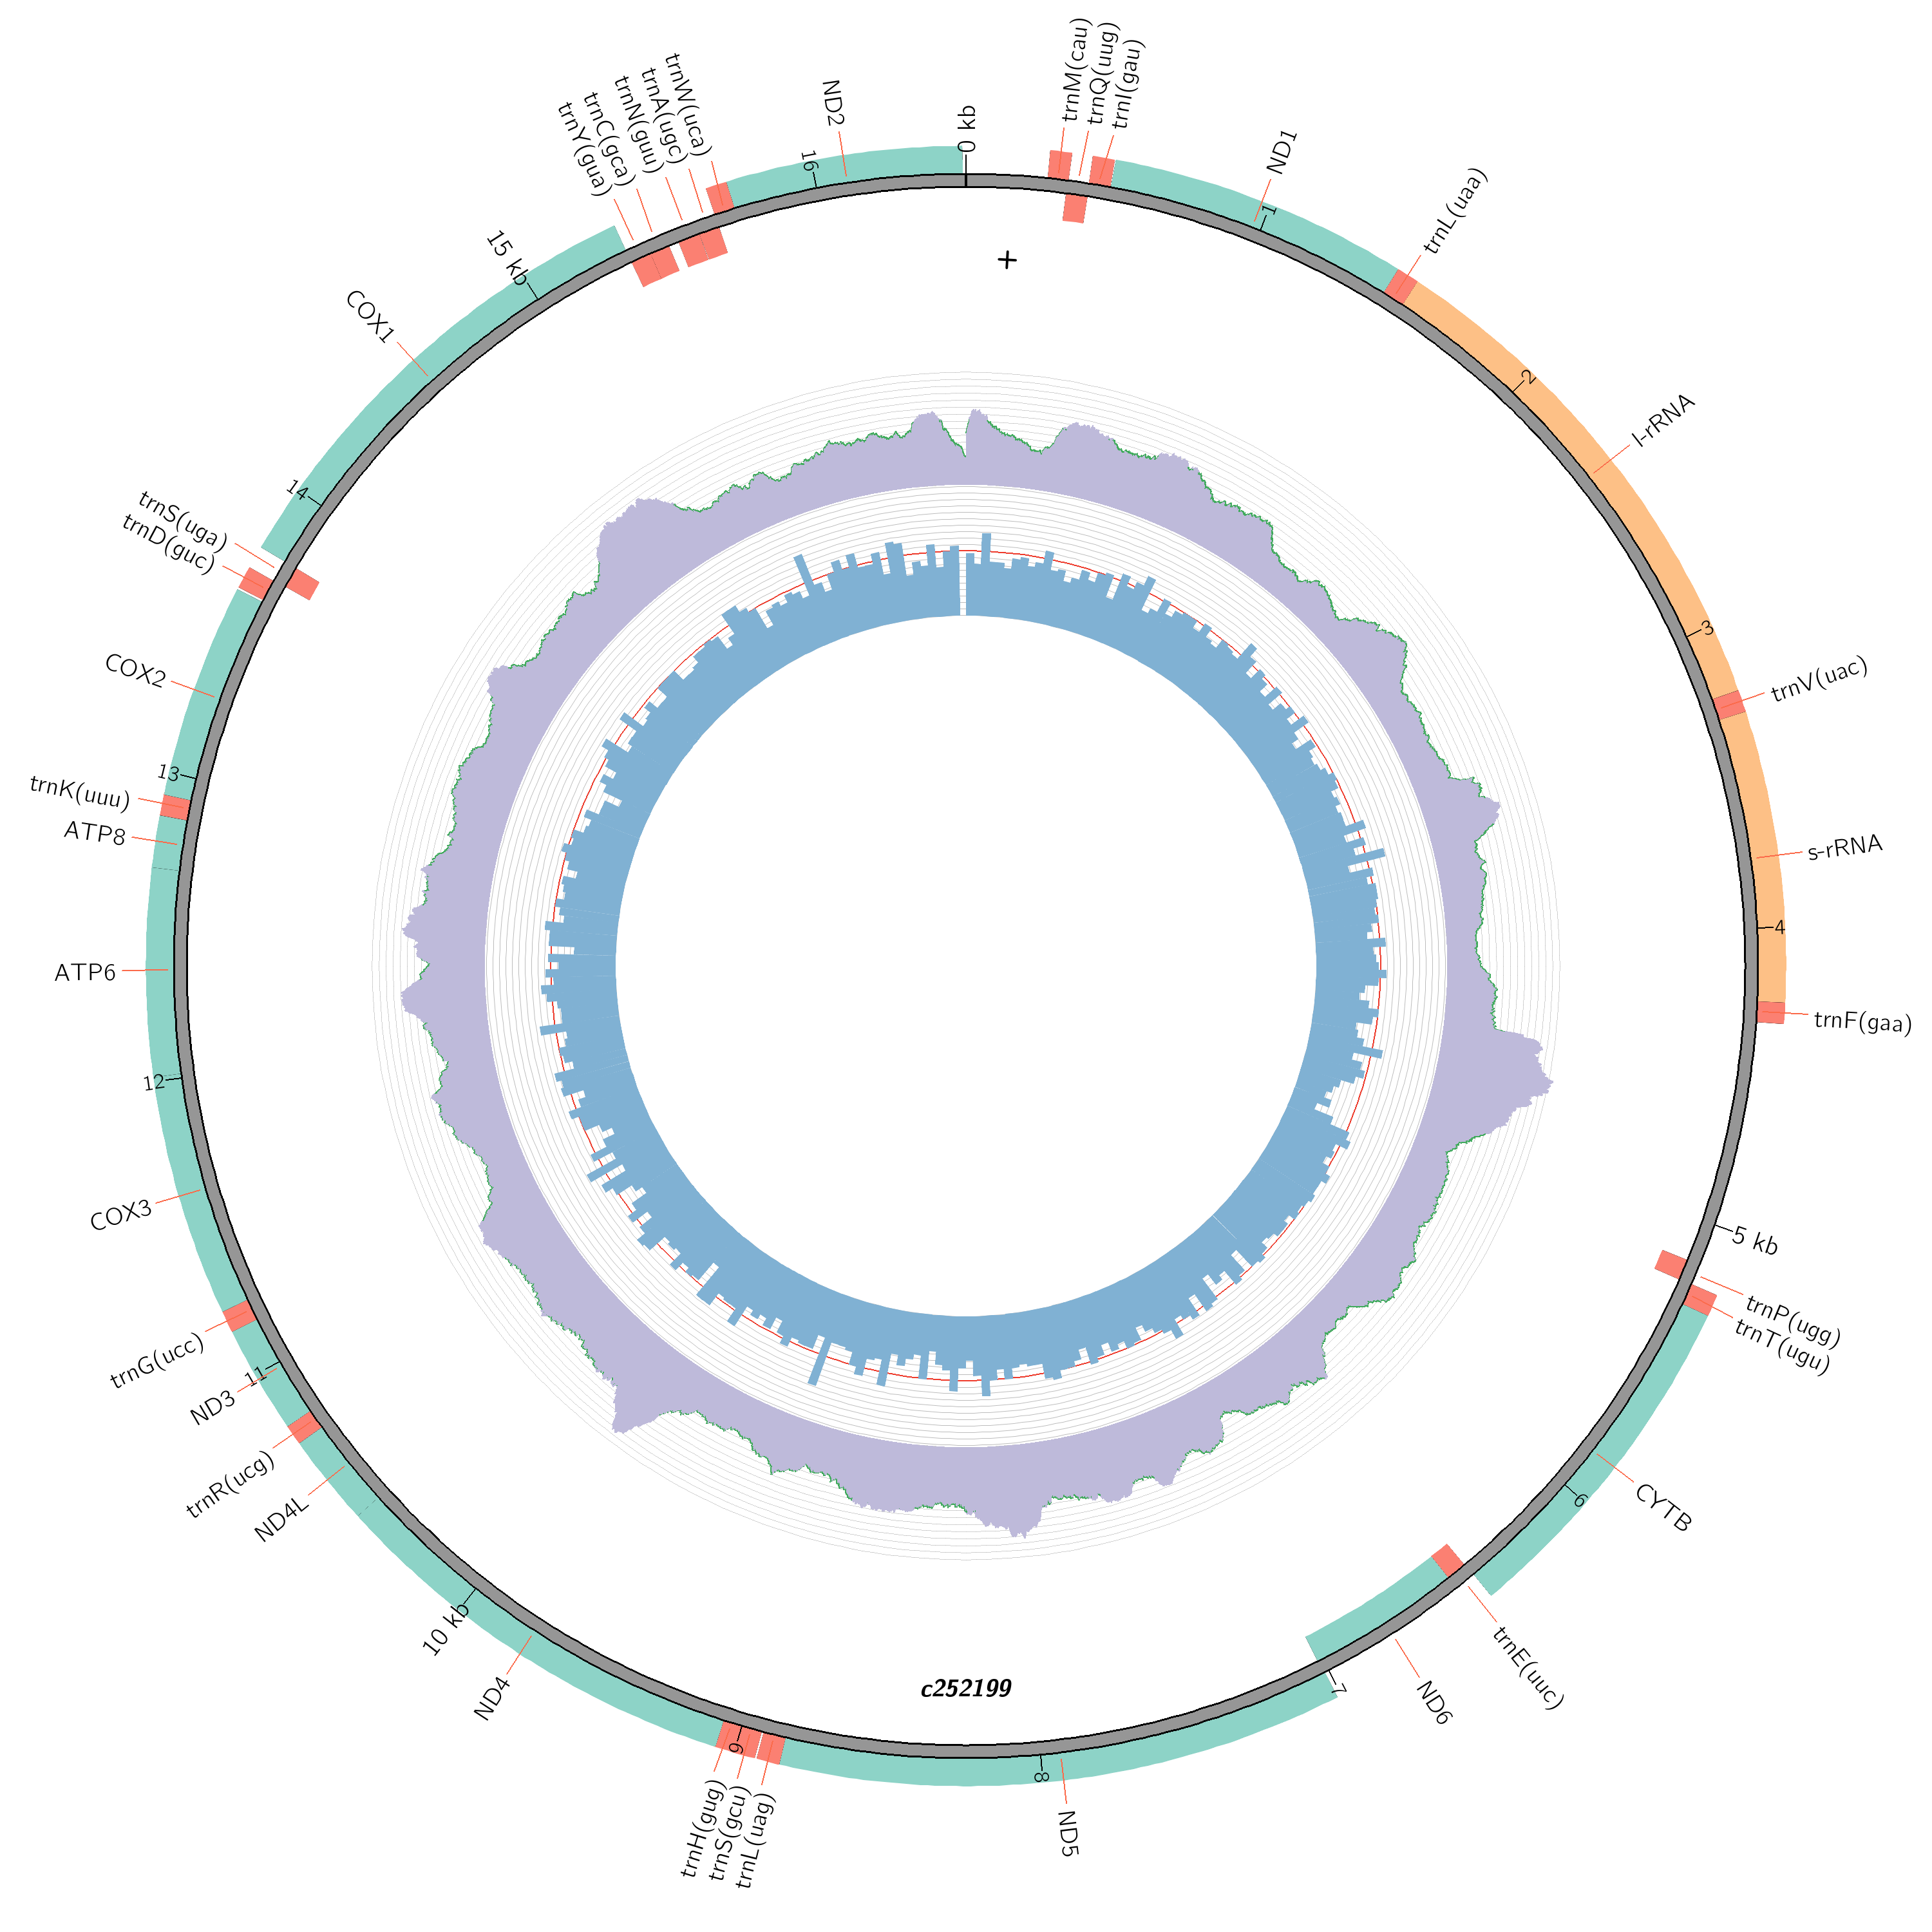 0 kb
trnM(cau)
trnQ(uug)
trnI(gau)
ND1
1
trnL(uaa)
2
l-rRNA
3
trnV(uac)
s-rRNA
4
trnF(gaa)
5 kb
trnP(ugg)
trnT(ugu)
CYTB
6
trnE(uuc)
ND6
7
ND5
8
trnL(uag)
trnS(gcu)
trnH(gug)
9
ND4
10 kb
ND4L
trnR(ucg)
ND3
11
trnG(ucc)
COX3
12
ATP6
ATP8
trnK(uuu)
13
COX2
trnD(guc)
trnS(uga)
14
COX1
15 kb
trnY(gua)
trnC(gca)
trnN(guu)
trnA(ugc)
trnW(uca)
16
ND2
+
c252199